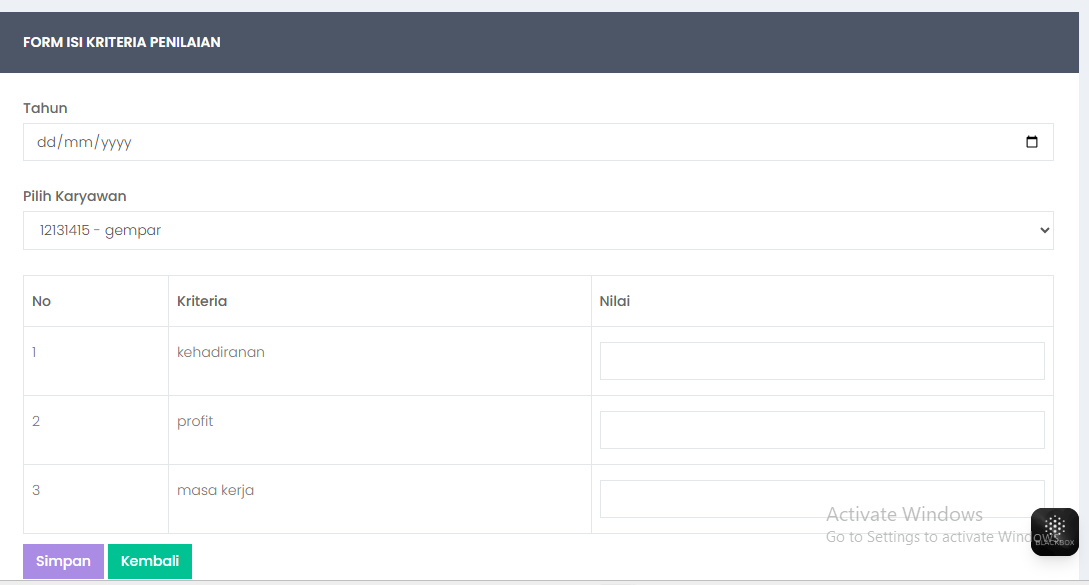 FORM ISI KRITERIA PENILAIAN
Tahun
dd/mm/yyyy
Pilih Karyawan
12131415 - gempar
No Kriteria Nilai
1 kehadiranan
2 profit
3 masa kerja
Activate Windows
Go to Settings to activate Windows.
BLACKBOX
Simpan Kembali